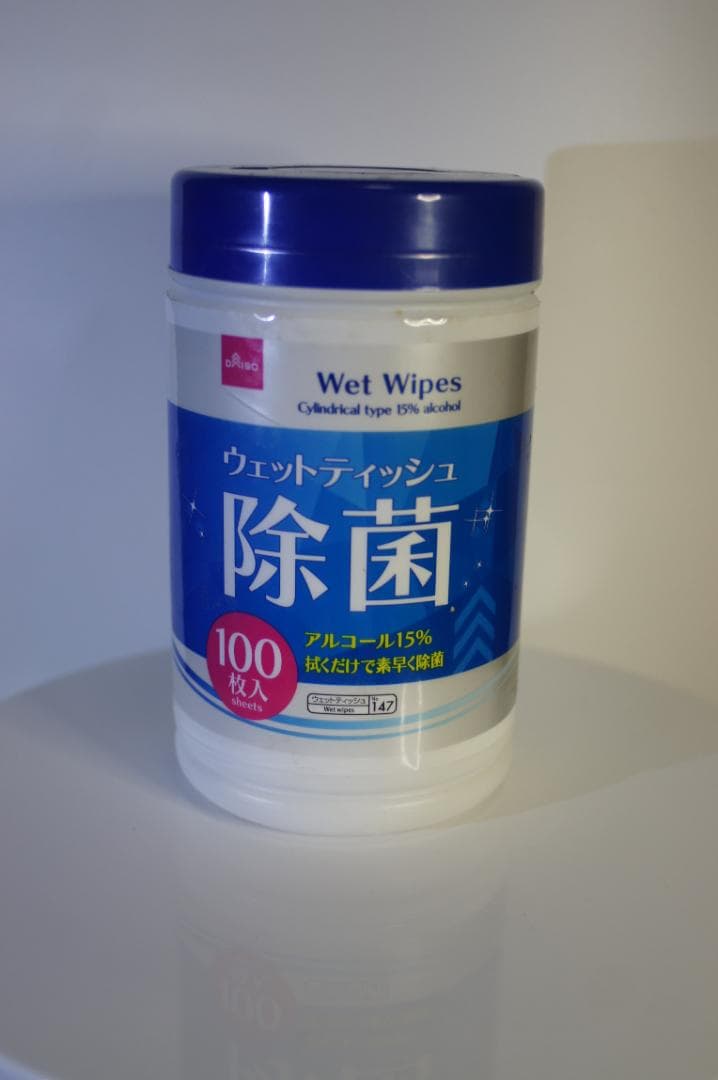 DAISO
Wet Wipes
Cylindrical type 15% alcohol
ウェットティッシュ
除菌
100
枚入
sheets
アルコール15%
拭くだけで素早く除菌
ウェットティッシュ
Wet wipes
No.
147